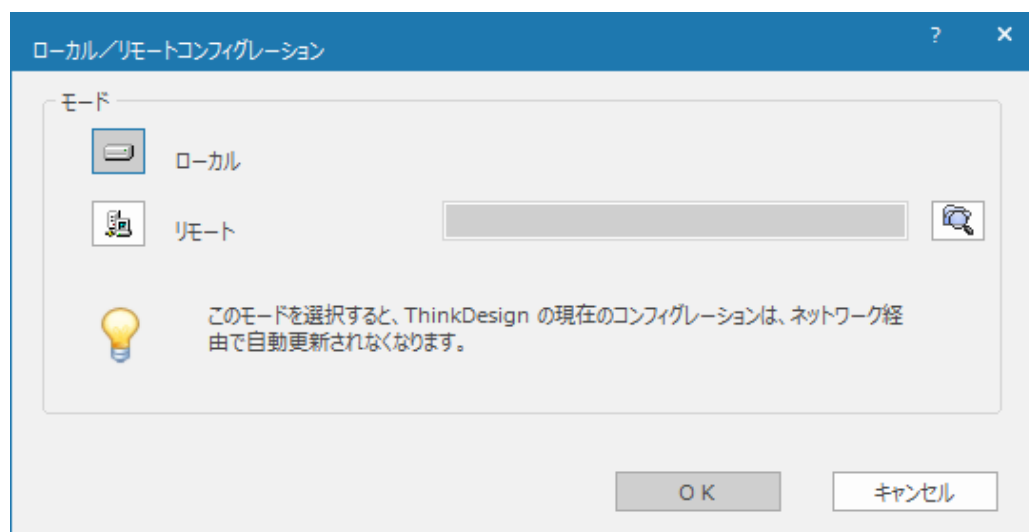 ローカル／リモートコンフィグレーション
モード
ローカル
リモート
このモードを選択すると、ThinkDesign の現在のコンフィグレーションは、ネットワーク経
由で自動更新されなくなります。
ＯＫ
キャンセル